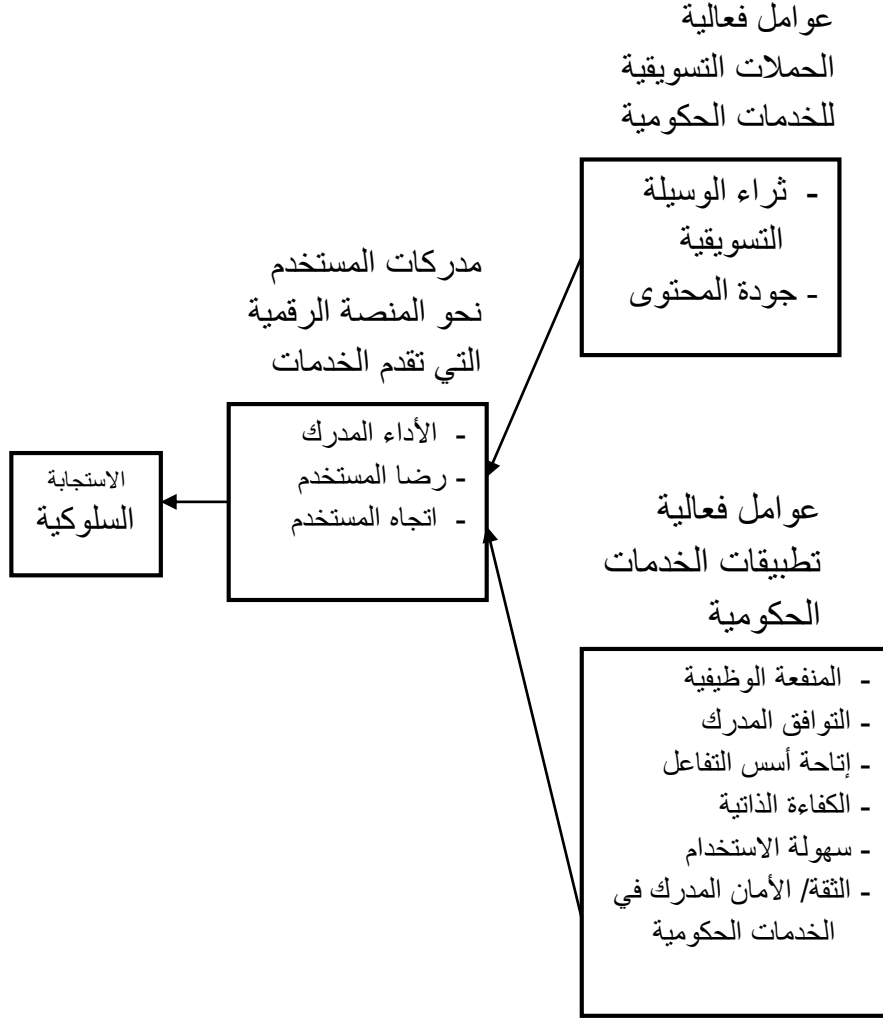 عوامل فعالية
الحملات التسويقية
للخدمات الحكومية
- ثراء الوسيلة
التسويقية
- جودة المحتوى
مدركات المستخدم
نحو المنصة الرقمية
التي تقدم الخدمات
- الأداء المدرك
- رضا المستخدم
- اتجاه المستخدم
الاستجابة
السلوكية
عوامل فعالية
تطبيقات الخدمات
الحكومية
- المنفعة الوظيفية
- التوافق المدرك
- إتاحة أسس التفاعل
- الكفاءة الذاتية
- سهولة الاستخدام
- الثقة/ الأمان المدرك في
الخدمات الحكومية